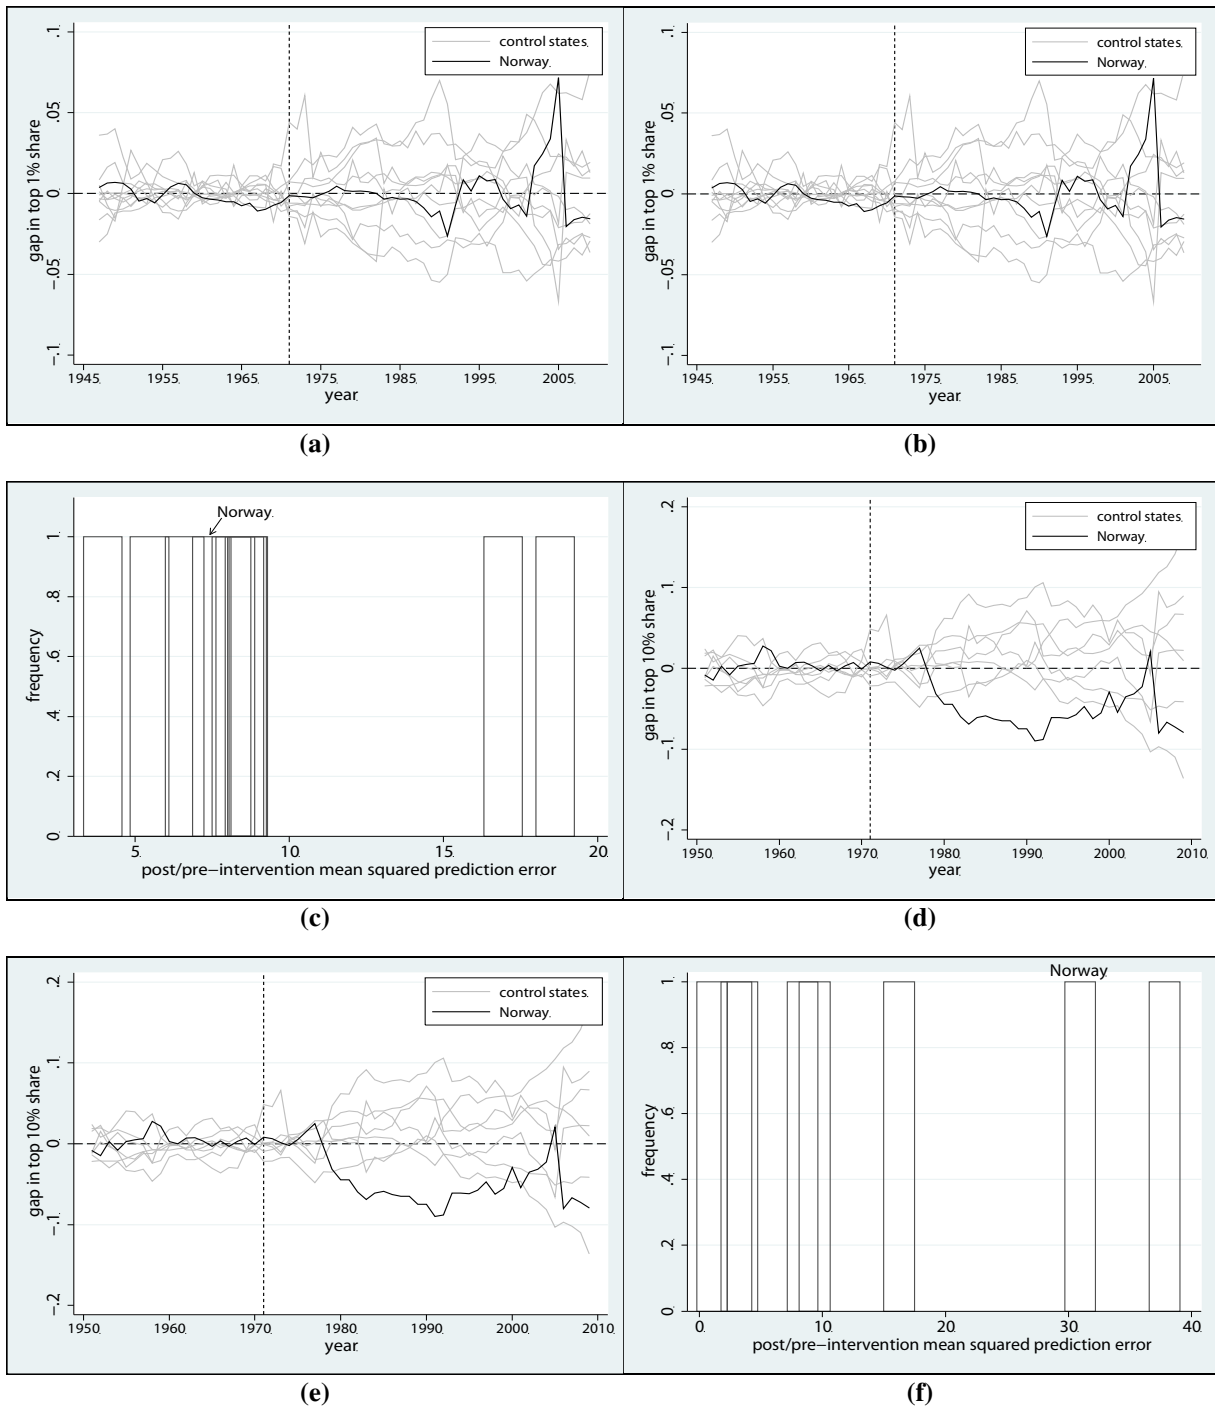 .1.
.05
0.
−.05
−.1.
gap in top 1% share
control states.
Norway.
1945. 1955. 1965. 1975. 1985. 1995. 2005.
year.
(a)
.1.
.05
0.
−.05
−.1.
gap in top 1% share
control states.
Norway.
1945. 1955. 1965. 1975. 1985. 1995. 2005.
year.
(b)
Norway.
1.
.8.
.6.
.4.
.2.
0.
frequency
5. 10. 15. 20.
post/pre−intervention mean squared prediction error
(c)
.2.
.1.
0.
−.1.
−.2.
gap in top 10% share
control states.
Norway.
1950. 1960. 1970. 1980. 1990. 2000. 2010.
year.
(d)
.2.
.1.
0.
−.1.
−.2.
gap in top 10% share
control states.
Norway.
1950. 1960. 1970. 1980. 1990. 2000. 2010.
year.
(e)
Norway
1.
.8.
.6.
.4.
.2.
0.
frequency
0. 10. 20. 30. 40.
post/pre−intervention mean squared prediction error
(f)